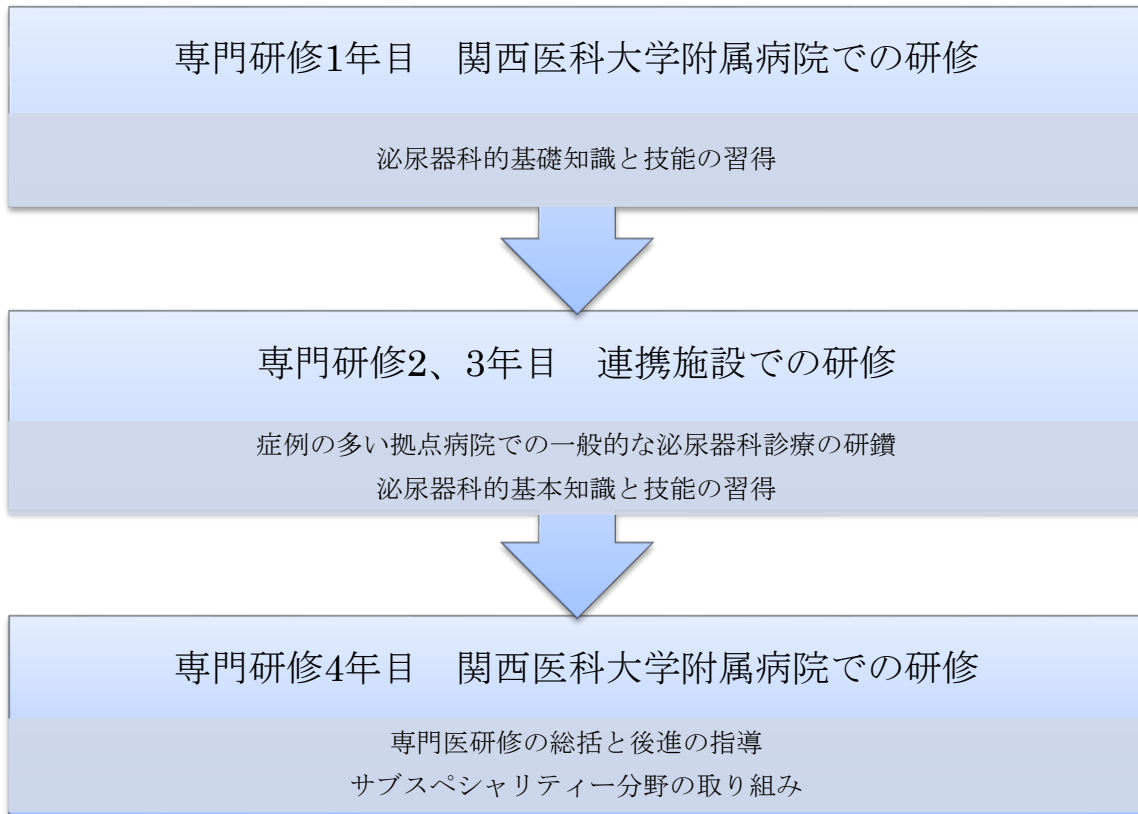 専門研修1年目　関西医科大学附属病院での研修
泌尿器科的基礎知識と技能の習得
専門研修2、3年目　連携施設での研修
症例の多い拠点病院での一般的な泌尿器科診療の研鑽
泌尿器科的基本知識と技能の習得
専門研修4年目　関西医科大学附属病院での研修
専門医研修の総括と後進の指導
サブスペシャリティー分野の取り組み